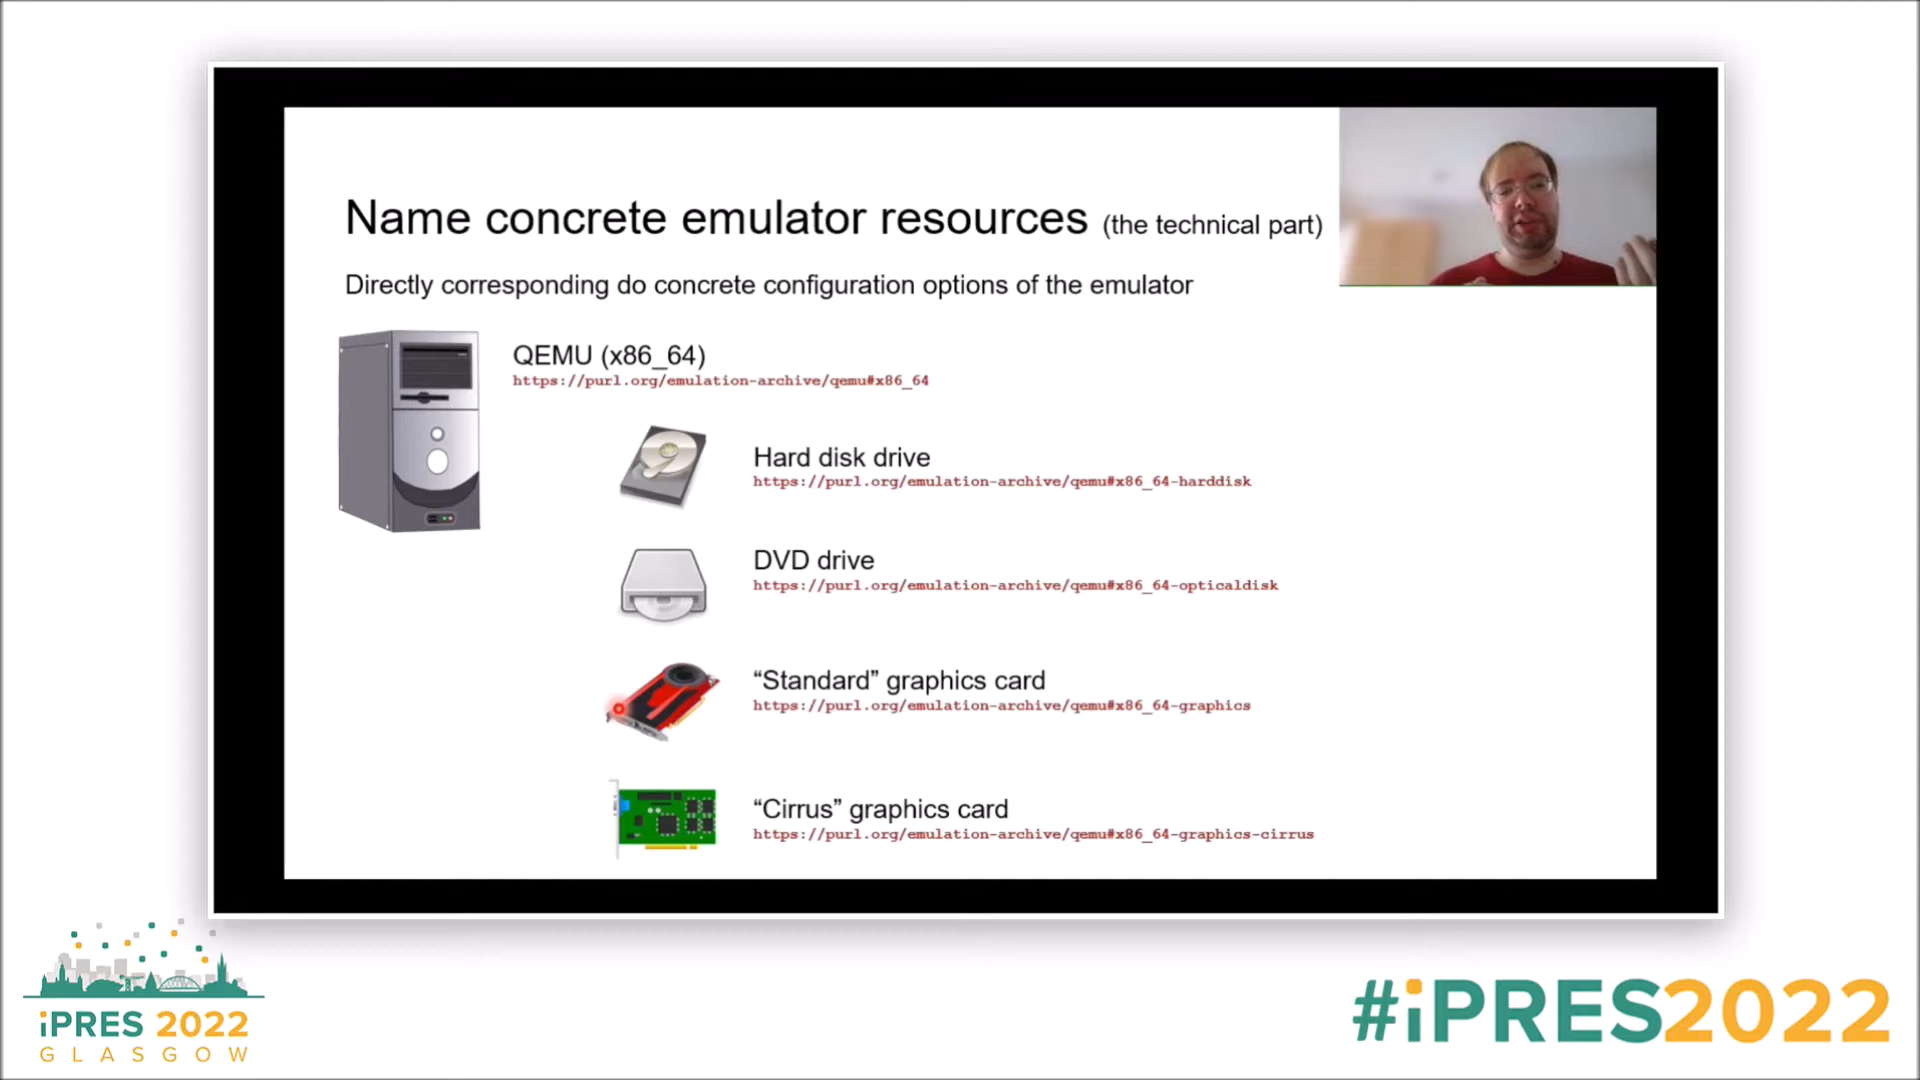 Name concrete emulator resources (the technical part)
Directly corresponding do concrete configuration options of the emulator
QEMU (x86_64)
https://purl.org/emulation-archive/qemu#x86_64
Hard disk drive
https://purl.org/emulation-archive/qemu#x86_64-harddisk
DVD drive
https://purl.org/emulation-archive/qemu#x86_64-opticaldisk
“Standard” graphics card
https://purl.org/emulation-archive/qemu#x86_64-graphics
“Cirrus” graphics card
https://purl.org/emulation-archive/qemu#x86_64-graphics-cirrus
iPRES 2022
GLASGOW
#iPRES2022